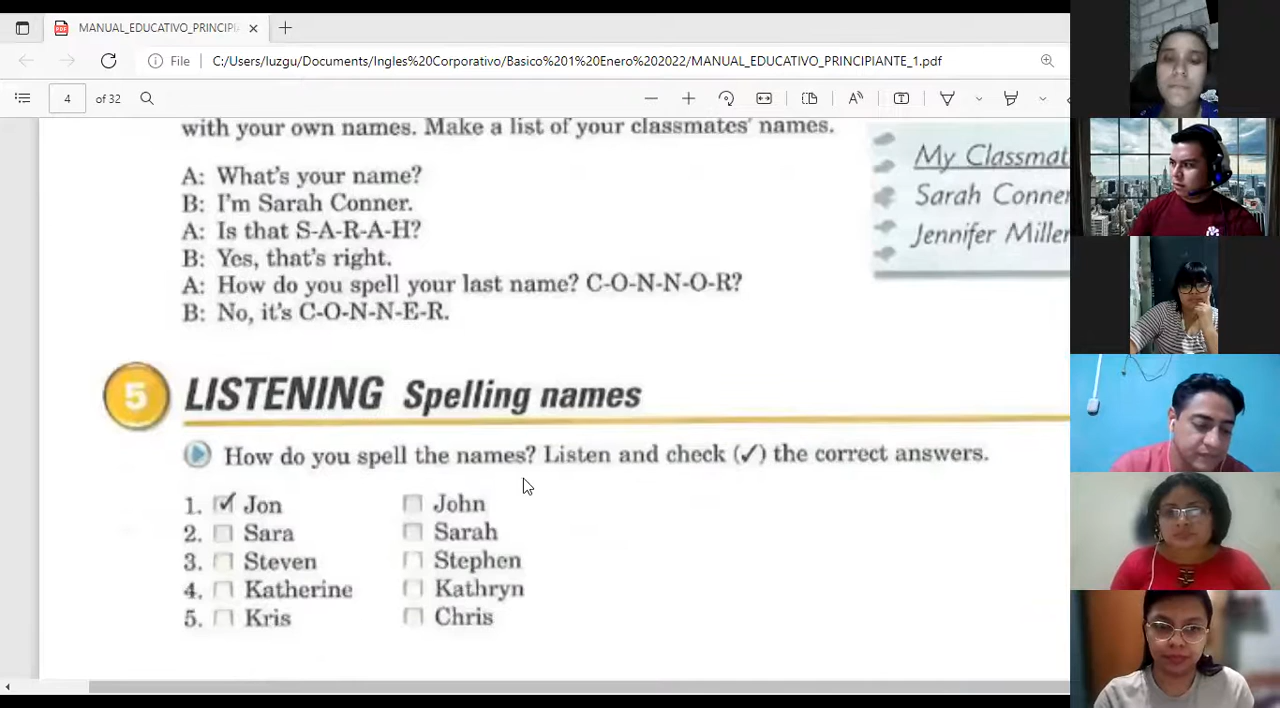 MANUAL_EDUCATIVO_PRINCIPI
File
C:/Users/luzgu/Documents/Ingles%20Corporativo/Basico%201%20Enero%202022/MANUAL_EDUCATIVO_PRINCIPIANTE_1.pdf
4 of 32
with your own names. Make a list of your classmates' names.
A: What's your name?
B: I'm Sarah Conner.
A: Is that S-A-R-A-H?
B: Yes, that's right.
A: How do you spell your last name? C-O-N-N-O-R?
B: No, it's C-O-N-N-E-R.
My Classmat
Sarah Conner
Jennifer Miller
5 LISTENING Spelling names
How do you spell the names? Listen and check (✓) the correct answers.
1. ✓ Jon John
2. Sara Sarah
3. Steven Stephen
4. Katherine Kathryn
5. Kris Chris